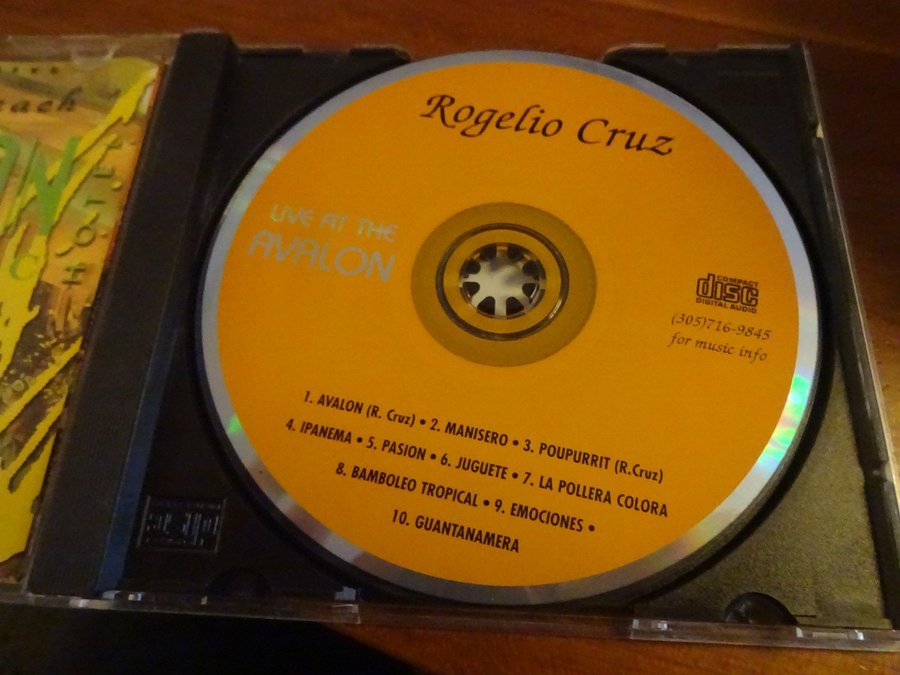 Rogelio Cruz
LIVE AT THE
AVALON
COMPACT
disc
DIGITAL AUDIO
(305)716-9845
for music info
1. AVALON (R. Cruz) • 2. MANISERO • 3. POUPURRIT (R.Cruz)
4. IPANEMA • 5. PASION • 6. JUGUETE • 7. LA POLLERA COLORA
8. BAMBOLEO TROPICAL • 9. EMOCIONES •
10. GUANTANAMERA